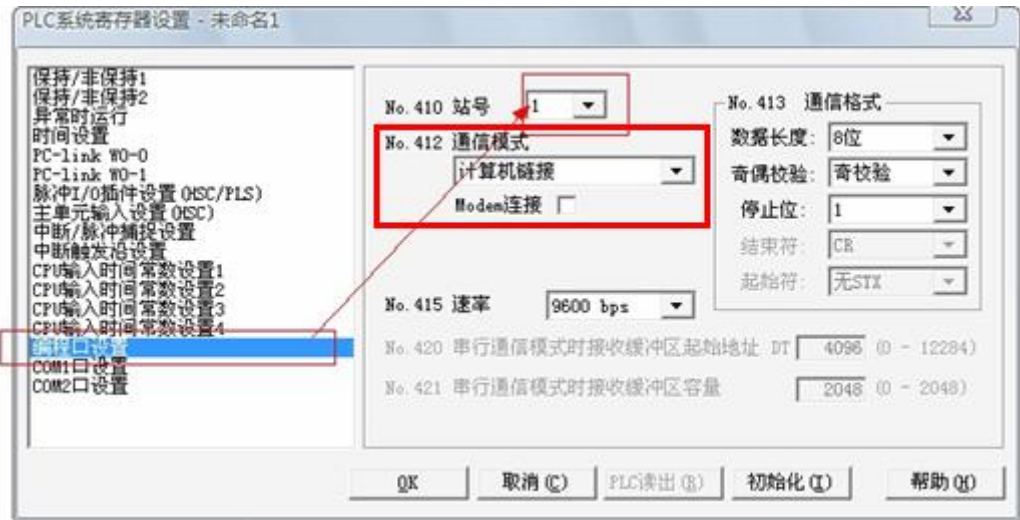 PLC系统寄存器设置 - 未命名1
保持/非保持1
保持/非保持2
异常时运行
时间设置
PC-link W0-0
PC-link W0-1
脉冲I/O插件设置(HSC/PLS)
主单元输入设置(HSC)
中断/脉冲捕捉设置
中断触发沿设置
CPU输入时间常数设置1
CPU输入时间常数设置2
CPU输入时间常数设置3
CPU输入时间常数设置4
编程口设置
COM1口设置
COM2口设置
No.410 站号 1
No.412 通信模式
计算机链接
Modem连接
No.413 通信格式
数据长度: 8位
奇偶校验: 奇校验
停止位: 1
结束符: CR
起始符: 无STX
No.415 速率 9600 bps
No.420 串行通信模式时接收缓冲区起始地址 DT 4096 (0 - 12284)
No.421 串行通信模式时接收缓冲区容量 2048 (0 - 2048)
OK 取消(C) PLC读出(R) 初始化(I) 帮助(H)